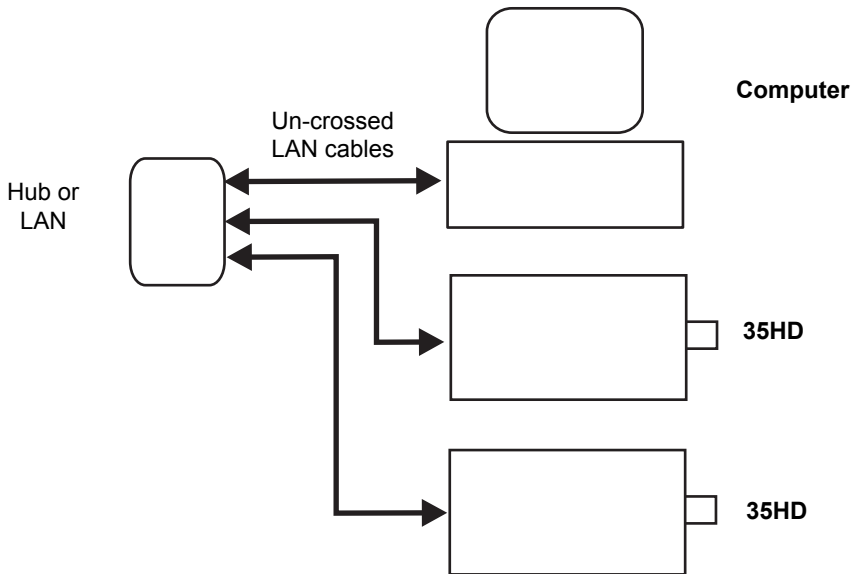 Computer
Un-crossed
LAN cables
Hub or
LAN
35HD
35HD